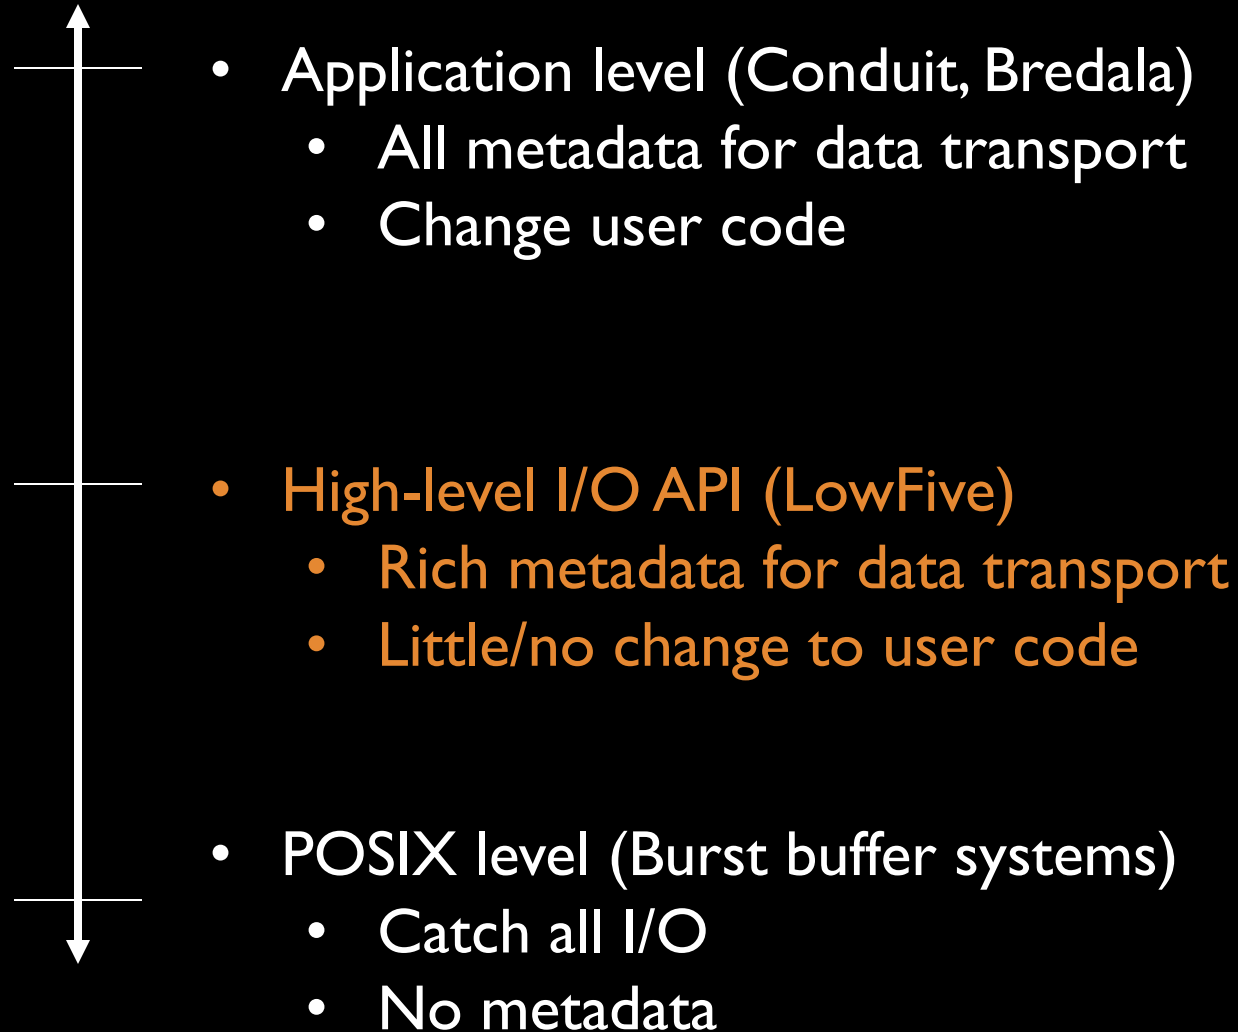 • Application level (Conduit, Bredala)
• All metadata for data transport
• Change user code
• High-level I/O API (LowFive)
• Rich metadata for data transport
• Little/no change to user code
• POSIX level (Burst buffer systems)
• Catch all I/O
• No metadata